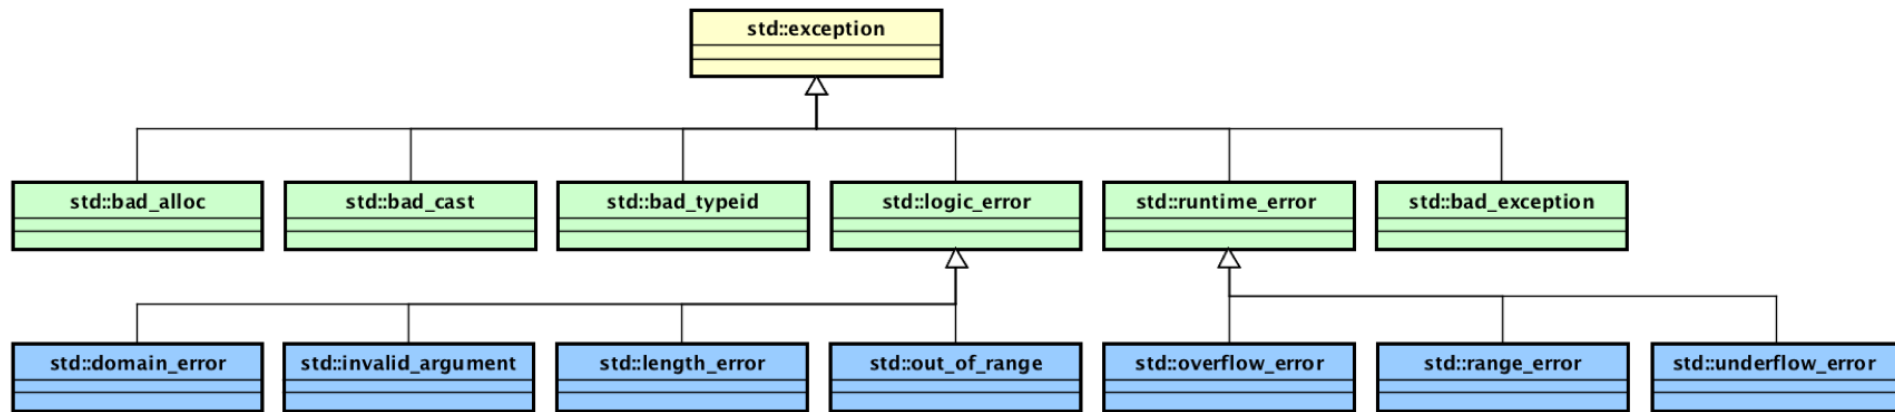 std::exception
std::bad_alloc
std::bad_cast
std::bad_typeid
std::logic_error
std::runtime_error
std::bad_exception
std::domain_error
std::invalid_argument
std::length_error
std::out_of_range
std::overflow_error
std::range_error
std::underflow_error